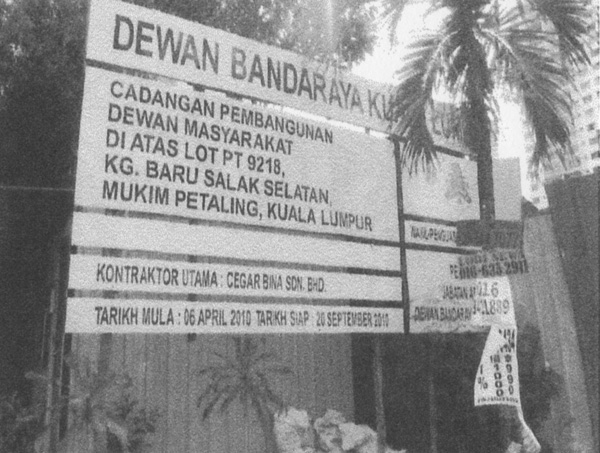 DEWAN BANDARAYA
CADANGAN PEMBANGUNAN
DEWAN MASYARAKAT
DI ATAS LOT PT 9218,
KG. BARU SALAK SELATAN,
MUKIM PETALING, KUALA LUMPUR
KONTRAKTOR UTAMA : CEGAR BINA SDN. BHD.
TARIKH MULA : 06 APRIL 2010 TARIKH SIAP : 20 SEPTEMBER 2010
JABATAN
DEWAN BANDARAYA